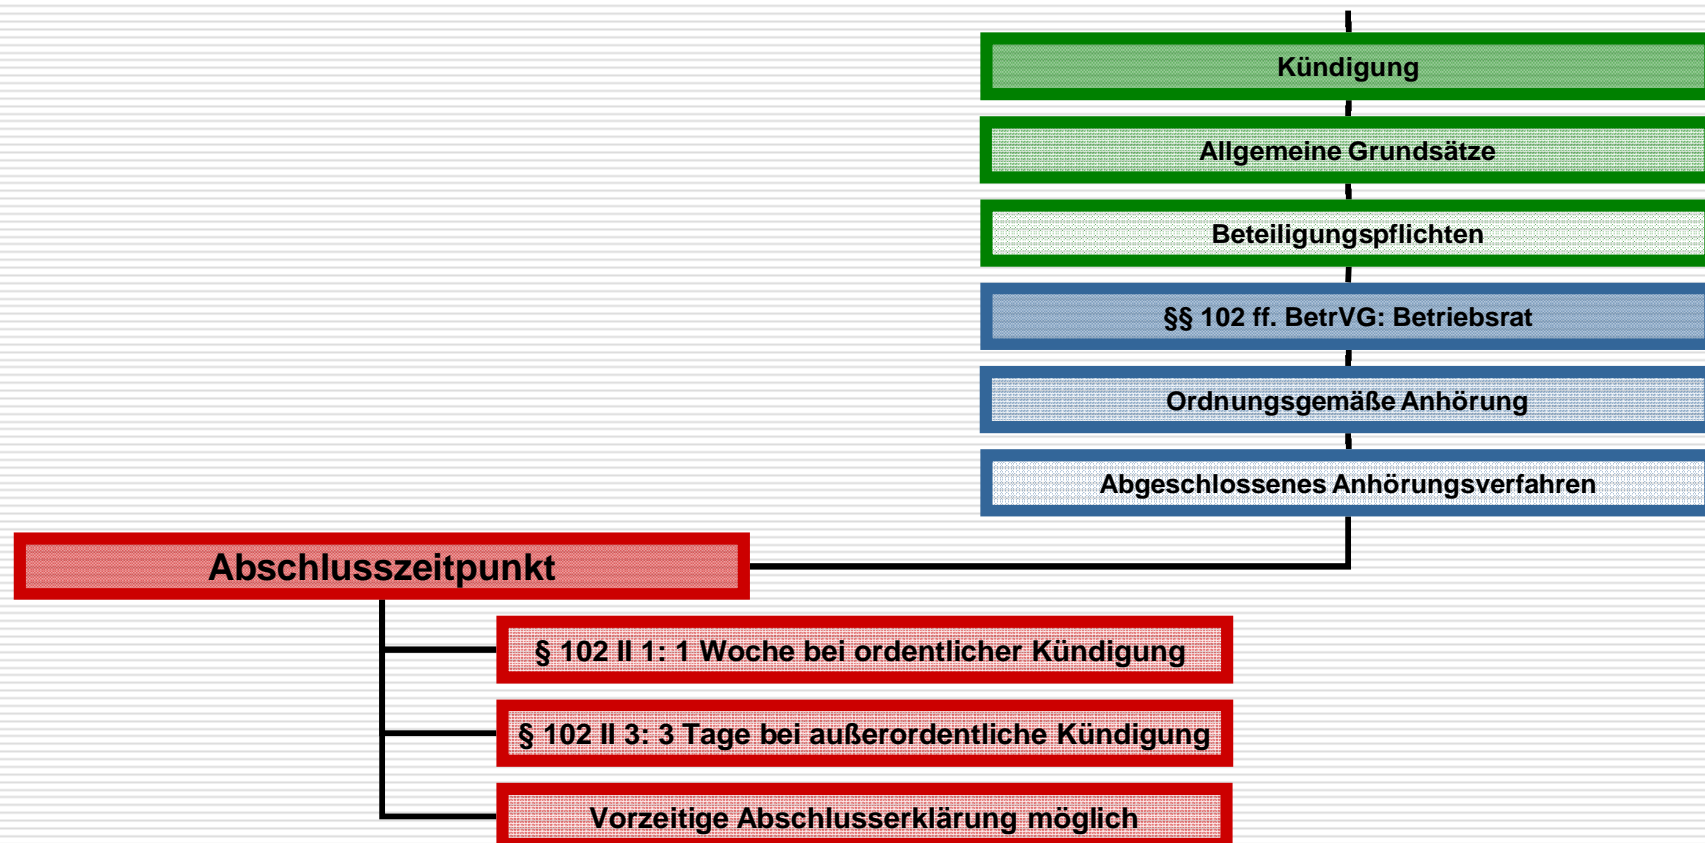 Kündigung
Allgemeine Grundsätze
Beteiligungspflichten
§§ 102 ff. BetrVG: Betriebsrat
Ordnungsgemäße Anhörung
Abgeschlossenes Anhörungsverfahren
Abschlusszeitpunkt
§ 102 II 1: 1 Woche bei ordentlicher Kündigung
§ 102 II 3: 3 Tage bei außerordentliche Kündigung
Vorzeitige Abschlusserklärung möglich